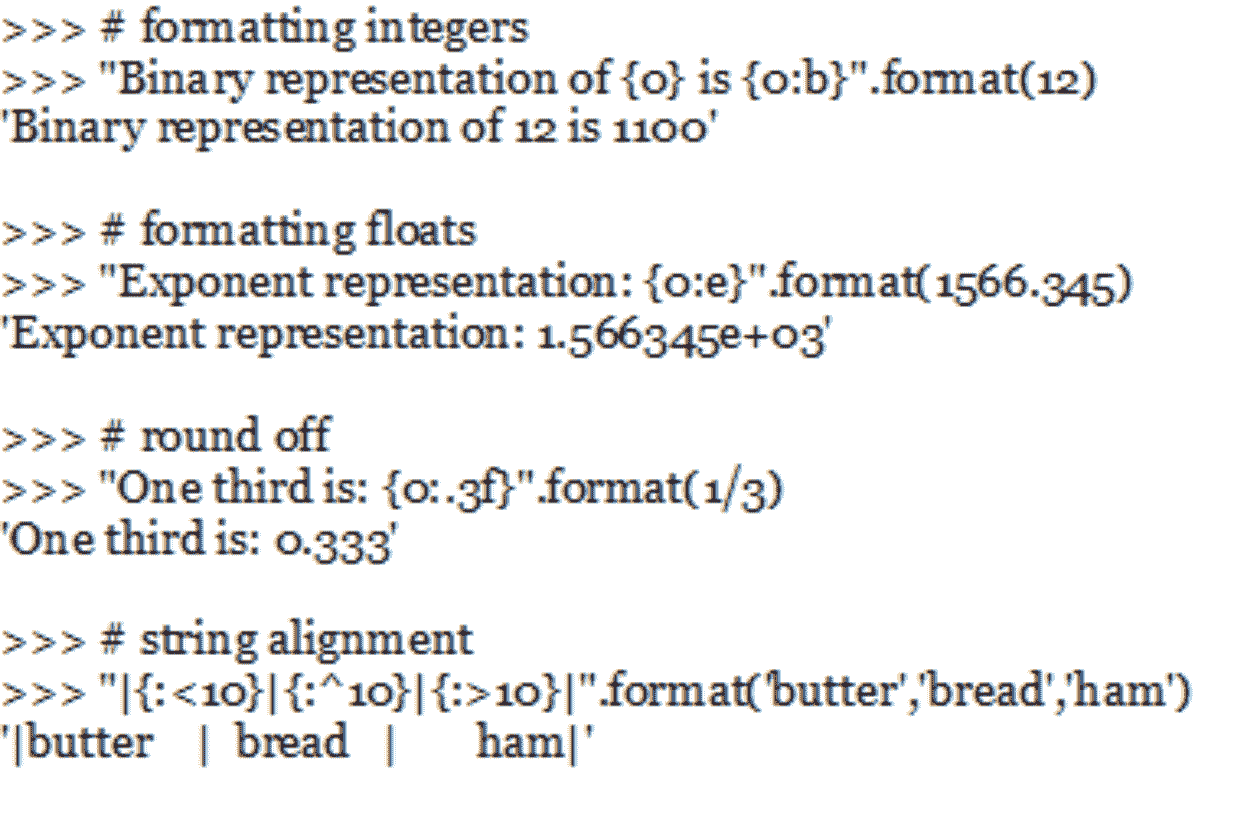 >>> # formatting integers
>>> "Binary representation of {0} is {0:b}".format(12)
'Binary representation of 12 is 1100'
>>> # formatting floats
>>> "Exponent representation: {0:e}".format(1566.345)
'Exponent representation: 1.566345e+03'
>>> # round off
>>> "One third is: {0:.3f}".format(1/3)
'One third is: 0.333'
>>> # string alignment
>>> "|{:<10}|{:^10}|{:>10}|".format('butter','bread','ham')
'|butter    |  bread   |       ham|'